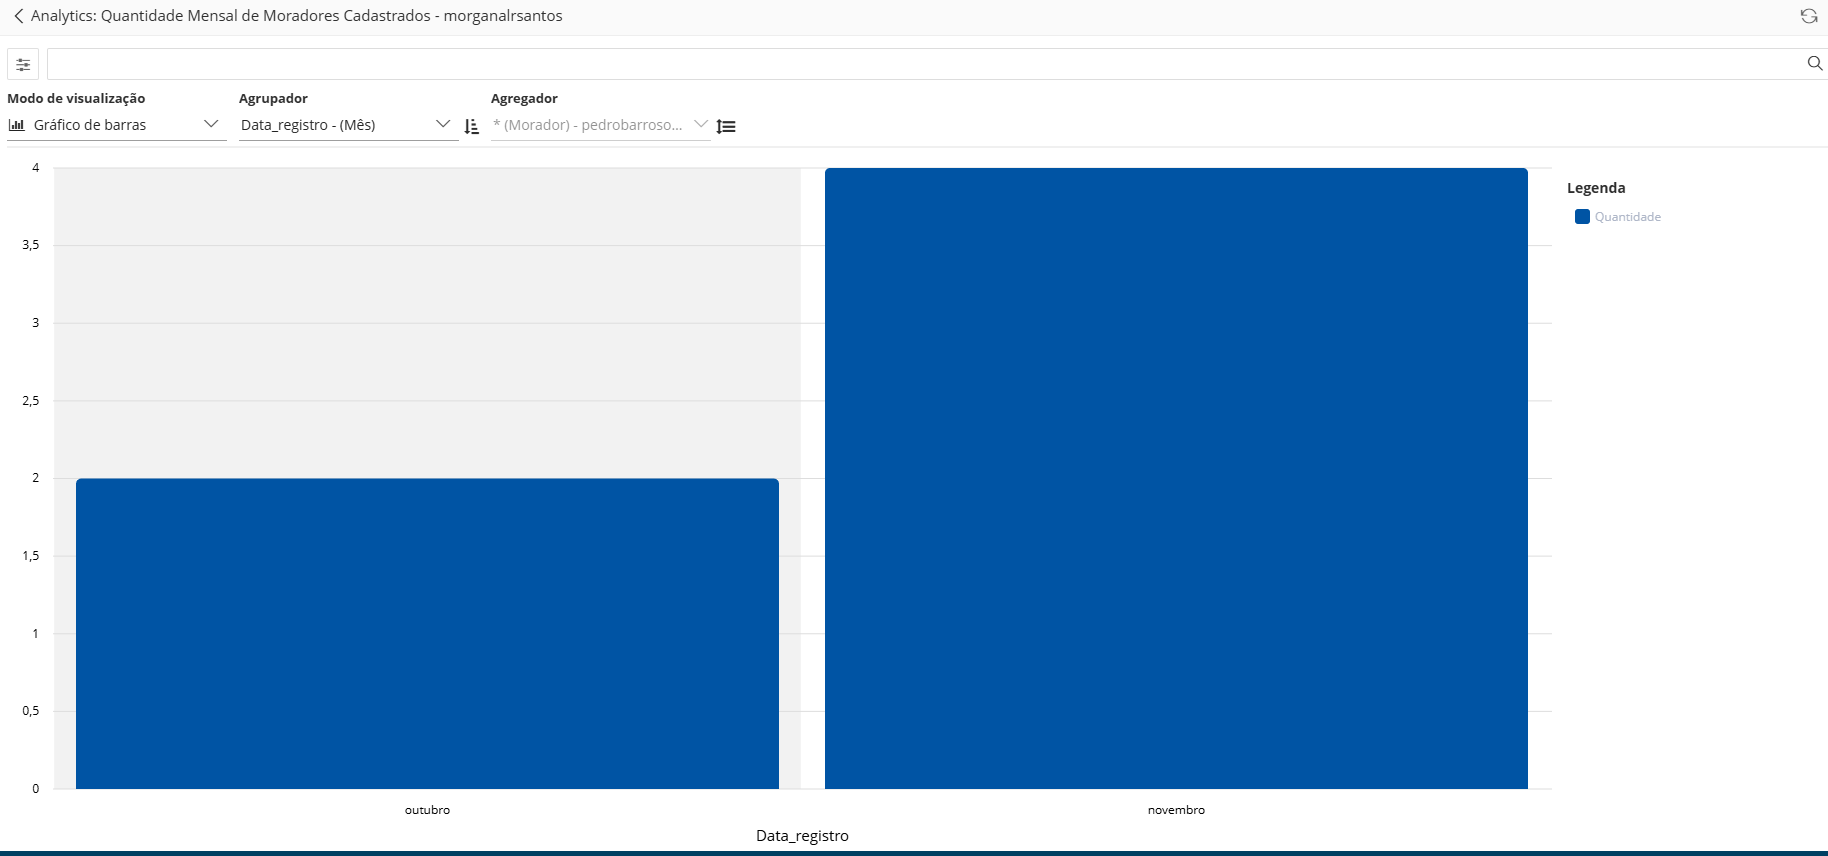 Analytics: Quantidade Mensal de Moradores Cadastrados - morganalrsantos
Modo de visualização
Agrupador
Agregador
Gráfico de barras
Data_registro - (Mês)
* (Morador) - pedrobarroso...
4
3,5
3
2,5
2
1,5
1
0,5
0
outubro
novembro
Data_registro
Legenda
Quantidade